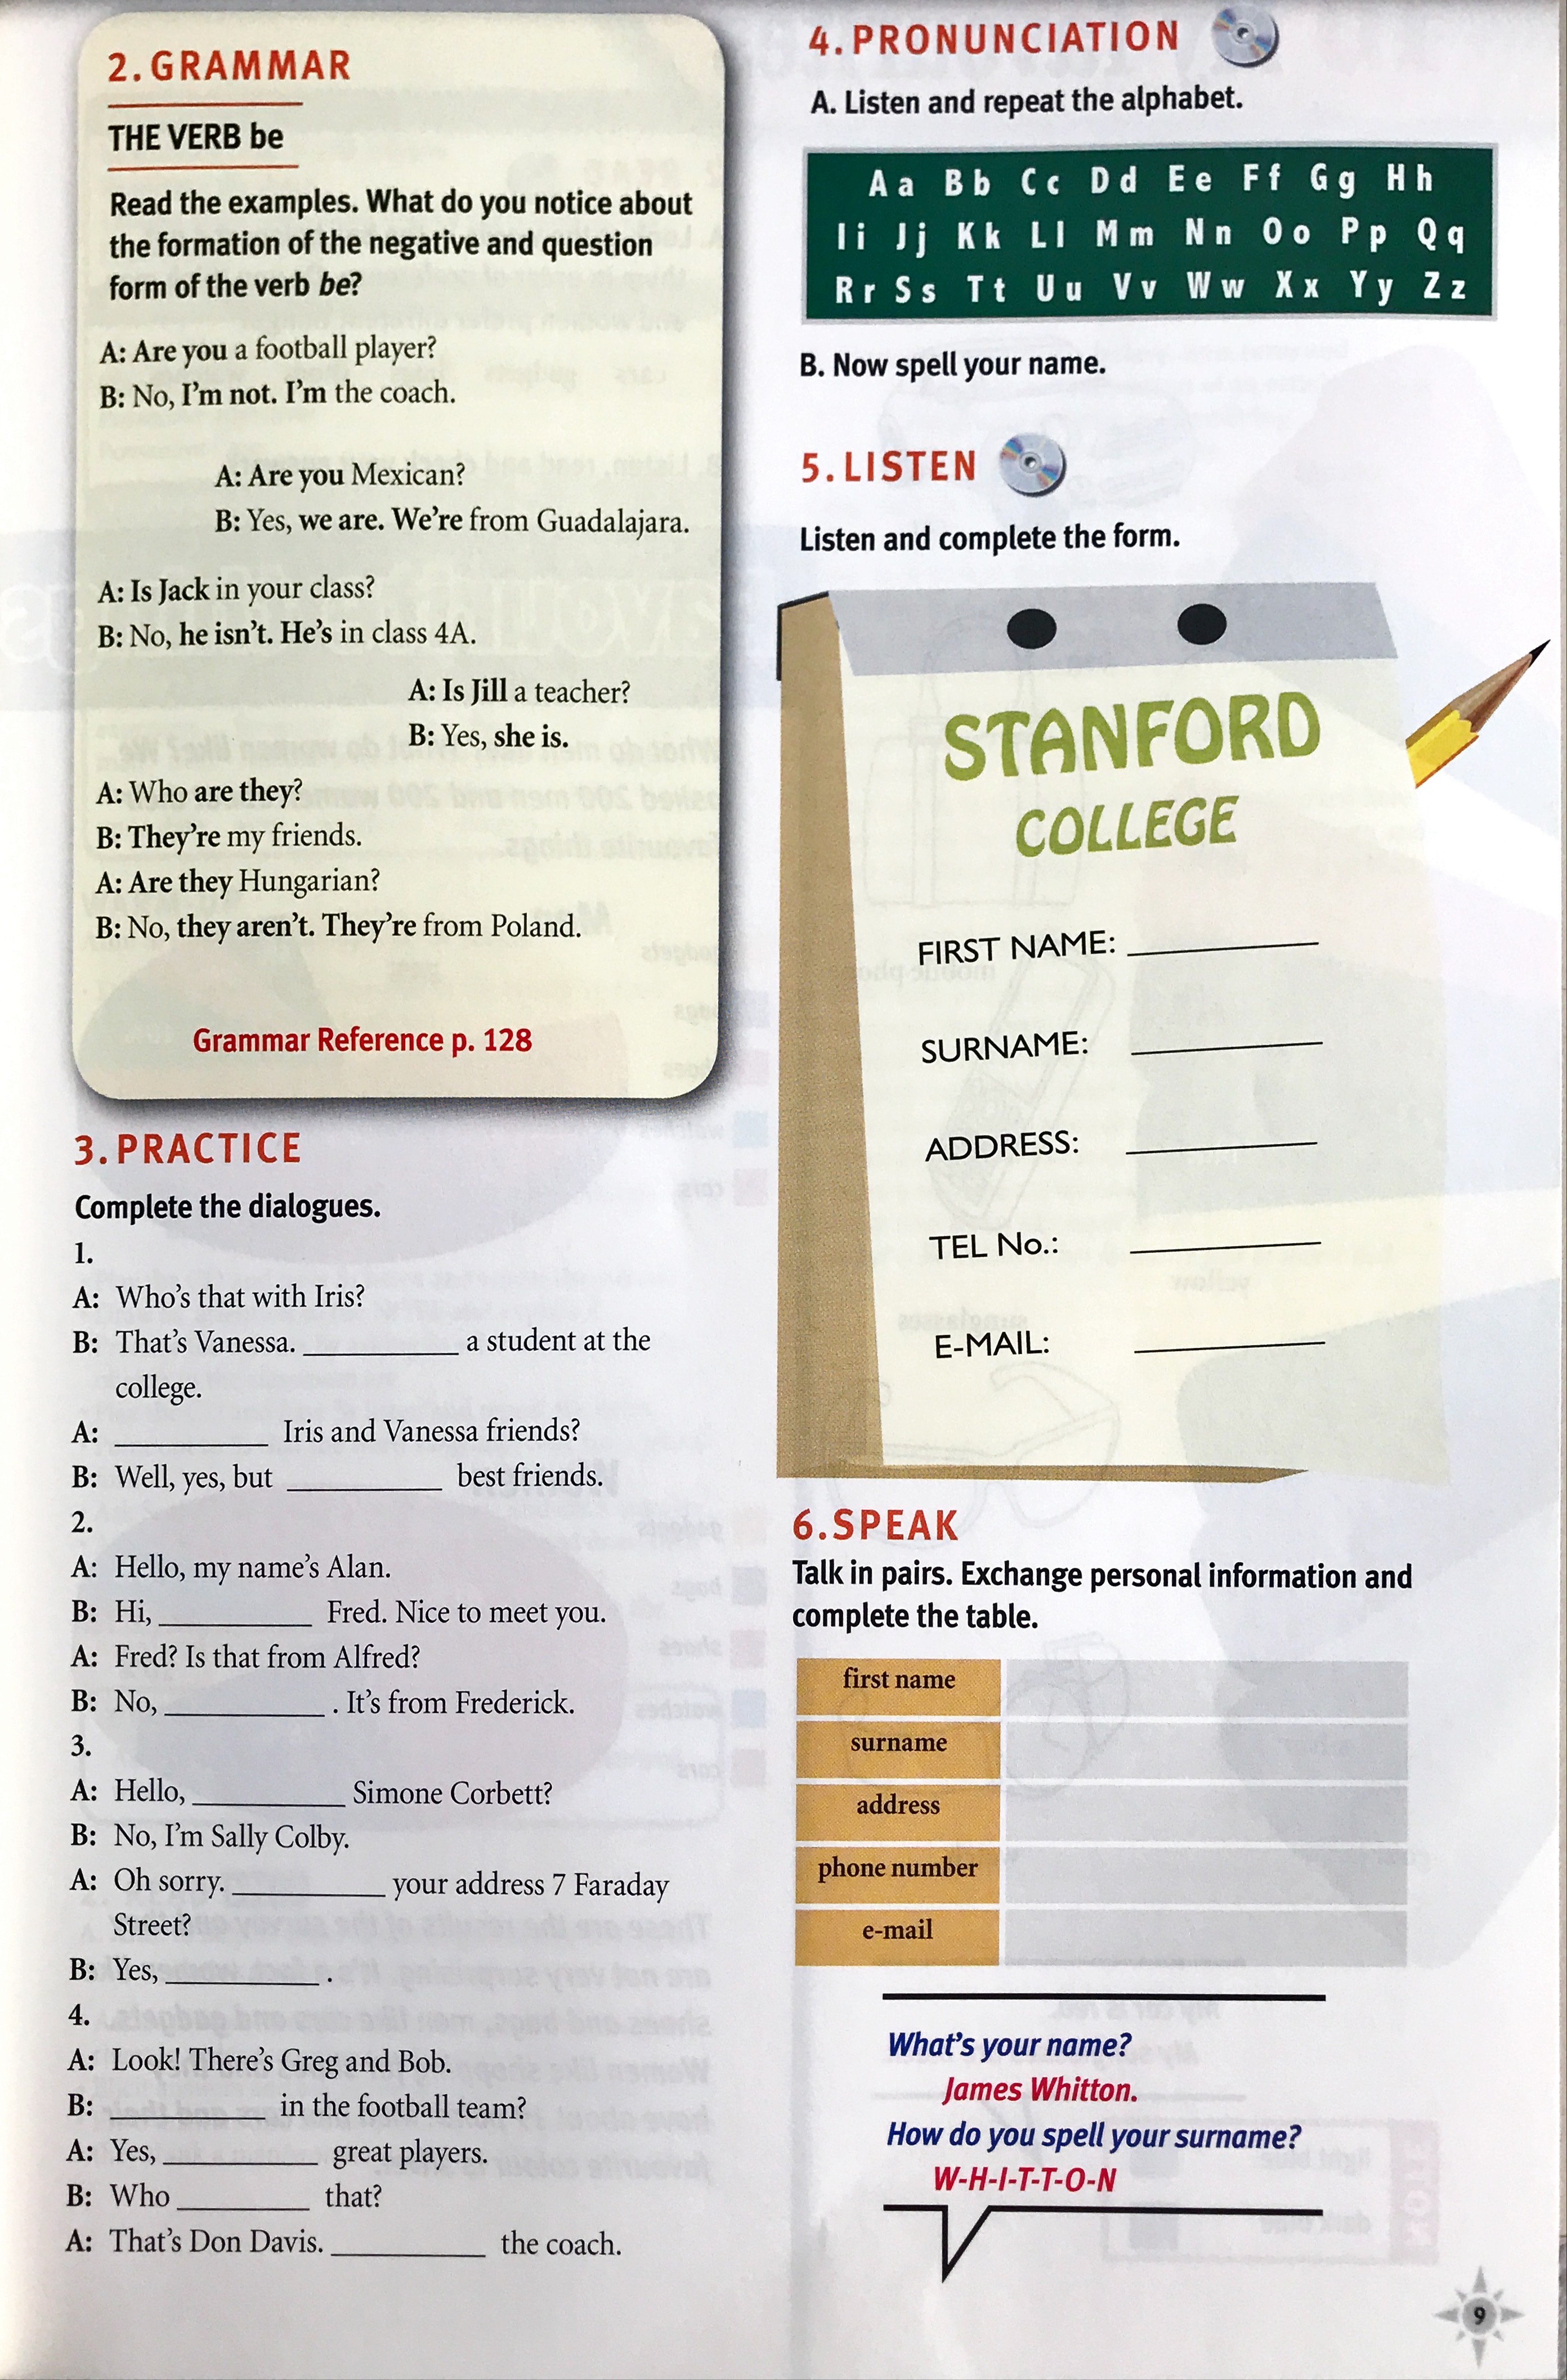 2. GRAMMAR
THE VERB be
Read the examples. What do you notice about
the formation of the negative and question
form of the verb be?
A: Are you a football player?
B: No, I'm not. I'm the coach.
A: Are you Mexican?
B: Yes, we are. We're from Guadalajara.
A: Is Jack in your class?
B: No, he isn't. He's in class 4A.
A: Is Jill a teacher?
B: Yes, she is.
A: Who are they?
B: They're my friends.
A: Are they Hungarian?
B: No, they aren't. They're from Poland.
Grammar Reference p. 128
3. PRACTICE
Complete the dialogues.
1.
A: Who's that with Iris?
B: That's Vanessa. __________ a student at the
college.
A: __________ Iris and Vanessa friends?
B: Well, yes, but __________ best friends.
2.
A: Hello, my name's Alan.
B: Hi, __________ Fred. Nice to meet you.
A: Fred? Is that from Alfred?
B: No, __________ . It's from Frederick.
3.
A: Hello, __________ Simone Corbett?
B: No, I'm Sally Colby.
A: Oh sorry. __________ your address 7 Faraday
Street?
B: Yes, __________ .
4.
A: Look! There's Greg and Bob.
B: __________ in the football team?
A: Yes, __________ great players.
B: Who __________ that?
A: That's Don Davis. __________ the coach.
4. PRONUNCIATION
A. Listen and repeat the alphabet.
Aa Bb Cc Dd Ee Ff Gg Hh
Ii Jj Kk Ll Mm Nn Oo Pp Qq
Rr Ss Tt Uu Vv Ww Xx Yy Zz
B. Now spell your name.
5. LISTEN
Listen and complete the form.
STANFORD
COLLEGE
FIRST NAME: __________
SURNAME: __________
ADDRESS: __________
TEL No.: __________
E-MAIL: __________
6. SPEAK
Talk in pairs. Exchange personal information and
complete the table.
first name
surname
address
phone number
e-mail
What's your name?
James Whitton.
How do you spell your surname?
W-H-I-T-T-O-N
9